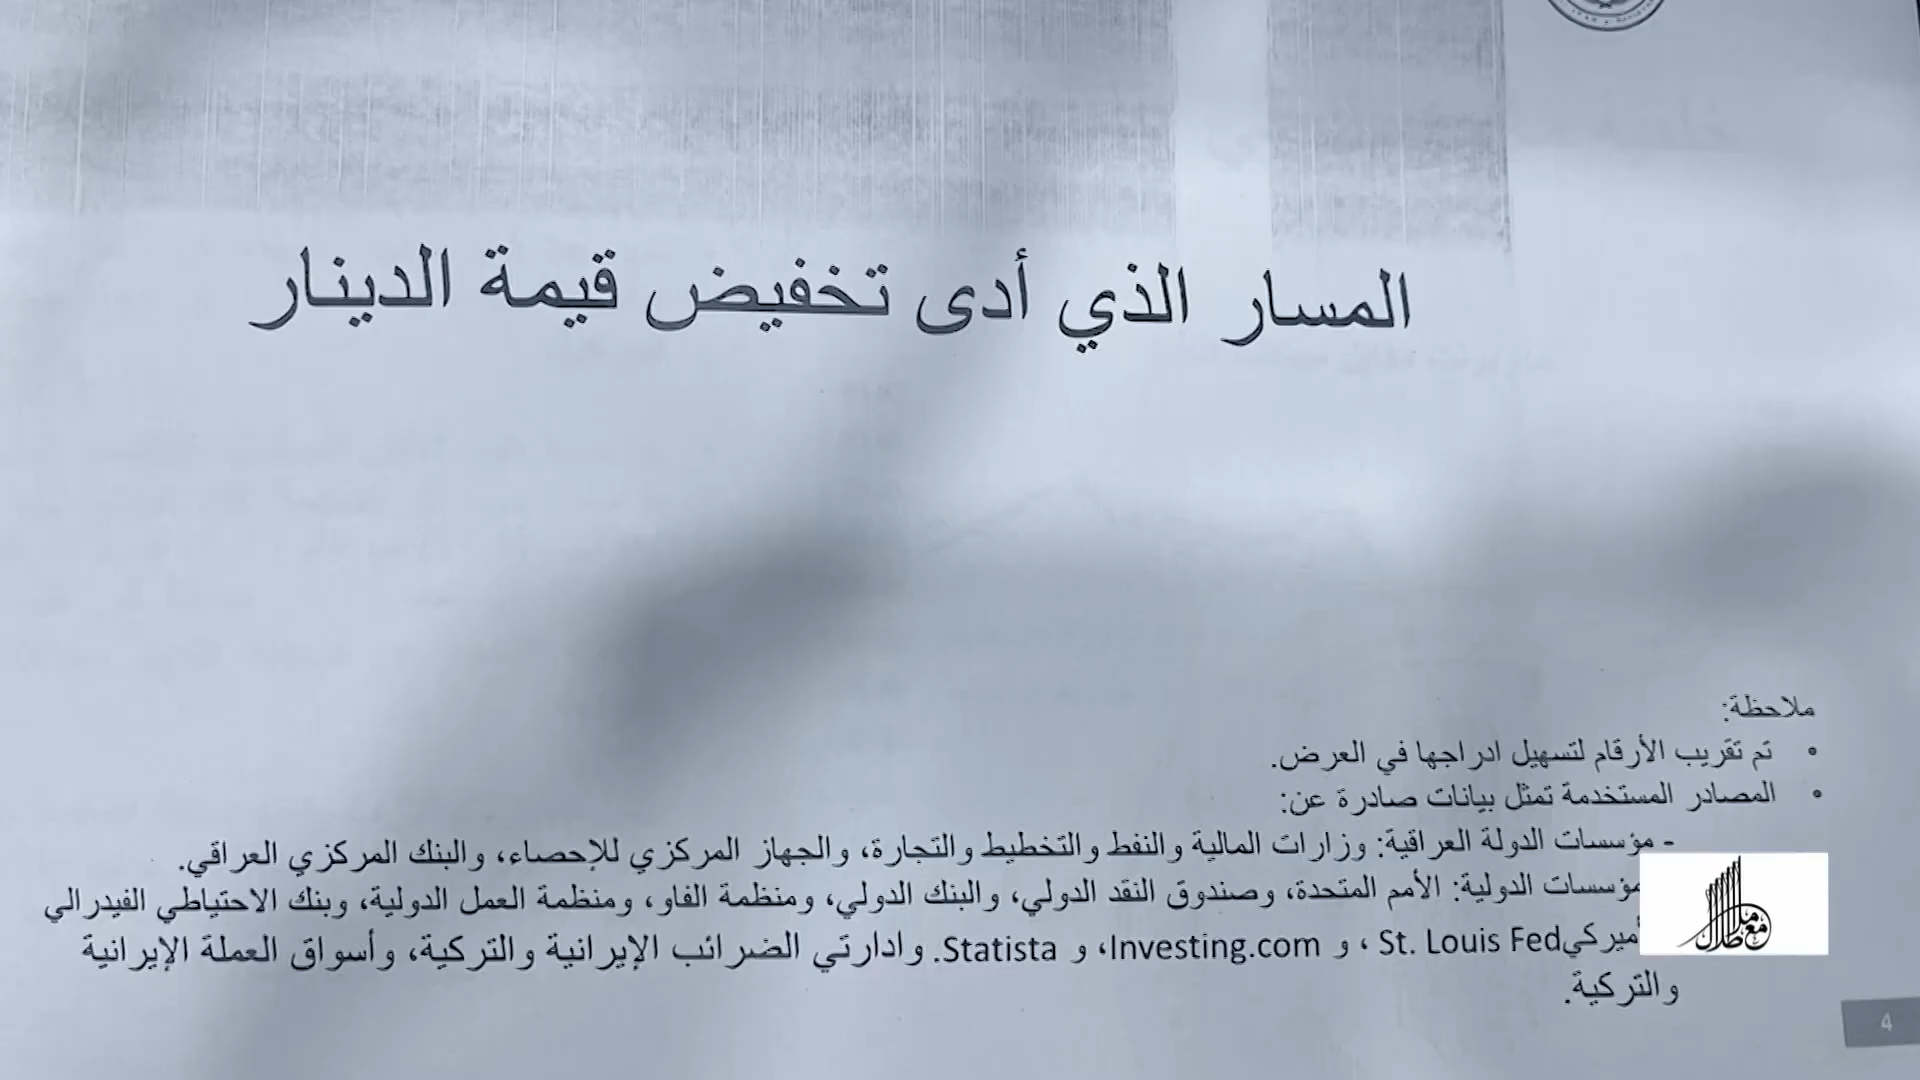 المسار الذي أدى تخفيض قيمة الدينار
ملاحظة:
• تم تقريب الأرقام لتسهيل ادراجها في العرض.
• المصادر المستخدمة تمثل بيانات صادرة عن:
- مؤسسات الدولة العراقية: وزارات المالية والنفط والتخطيط والتجارة، والجهاز المركزي للإحصاء، والبنك المركزي العراقي.
مؤسسات الدولية: الأمم المتحدة، وصندوق النقد الدولي، والبنك الدولي، ومنظمة الفاو، ومنظمة العمل الدولية، وبنك الاحتياطي الفيدرالي
أميركي St. Louis Fed، و Investing.com، و Statista. وادارتي الضرائب الإيرانية والتركية، وأسواق العملة الإيرانية
والتركية.
مع طلال
4